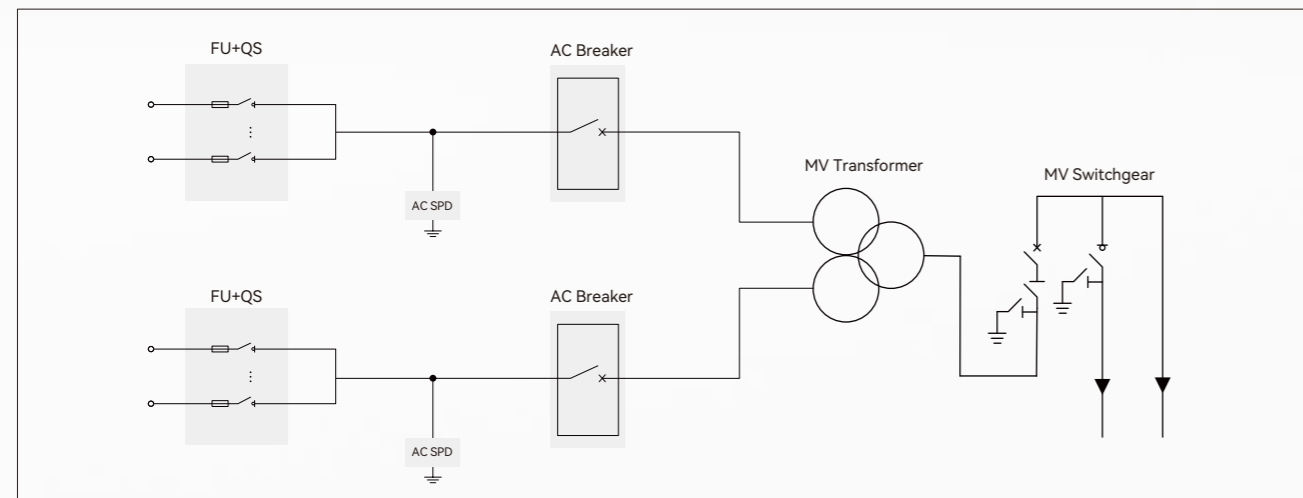 FU+QS
AC Breaker
AC SPD
MV Transformer
MV Switchgear
FU+QS
AC Breaker
AC SPD